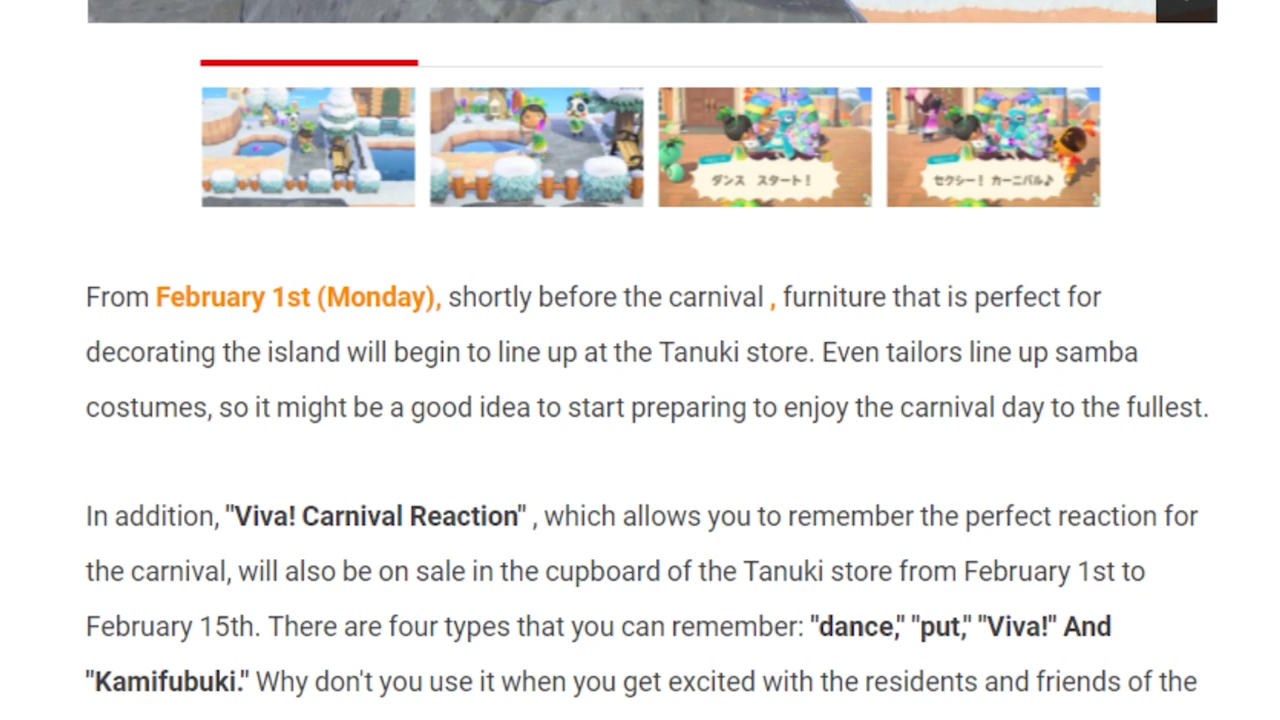 ダンス スタート!
セクシー! カーニバル♪
From February 1st (Monday), shortly before the carnival , furniture that is perfect for
decorating the island will begin to line up at the Tanuki store. Even tailors line up samba
costumes, so it might be a good idea to start preparing to enjoy the carnival day to the fullest.
In addition, "Viva! Carnival Reaction" , which allows you to remember the perfect reaction for
the carnival, will also be on sale in the cupboard of the Tanuki store from February 1st to
February 15th. There are four types that you can remember: "dance," "put," "Viva!" And
"Kamifubuki." Why don't you use it when you get excited with the residents and friends of the